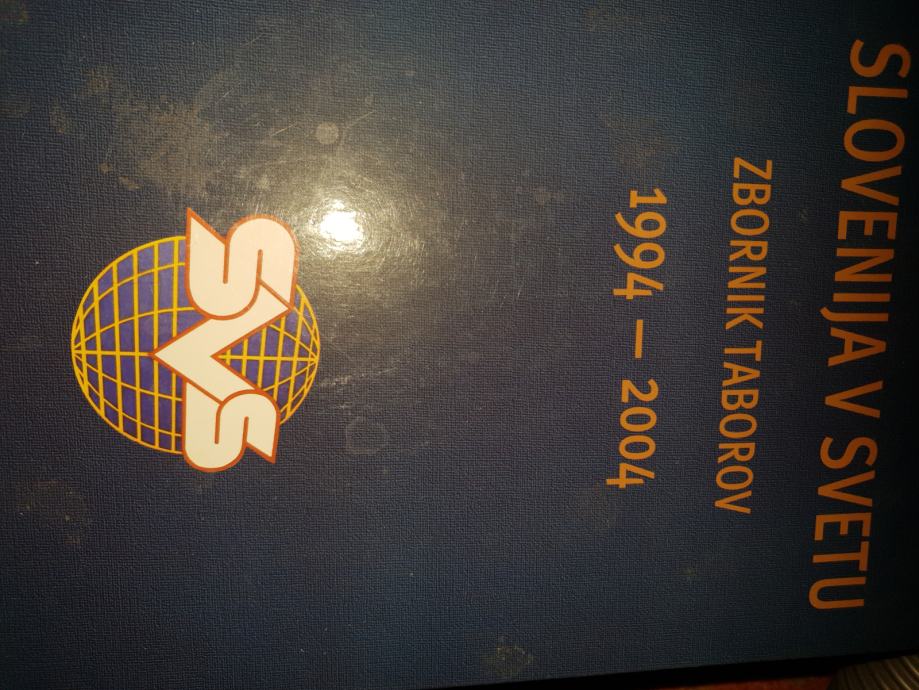 SLOVENIJA V SVETU
ZBORNIK TABOROV
1994 – 2004
SVS